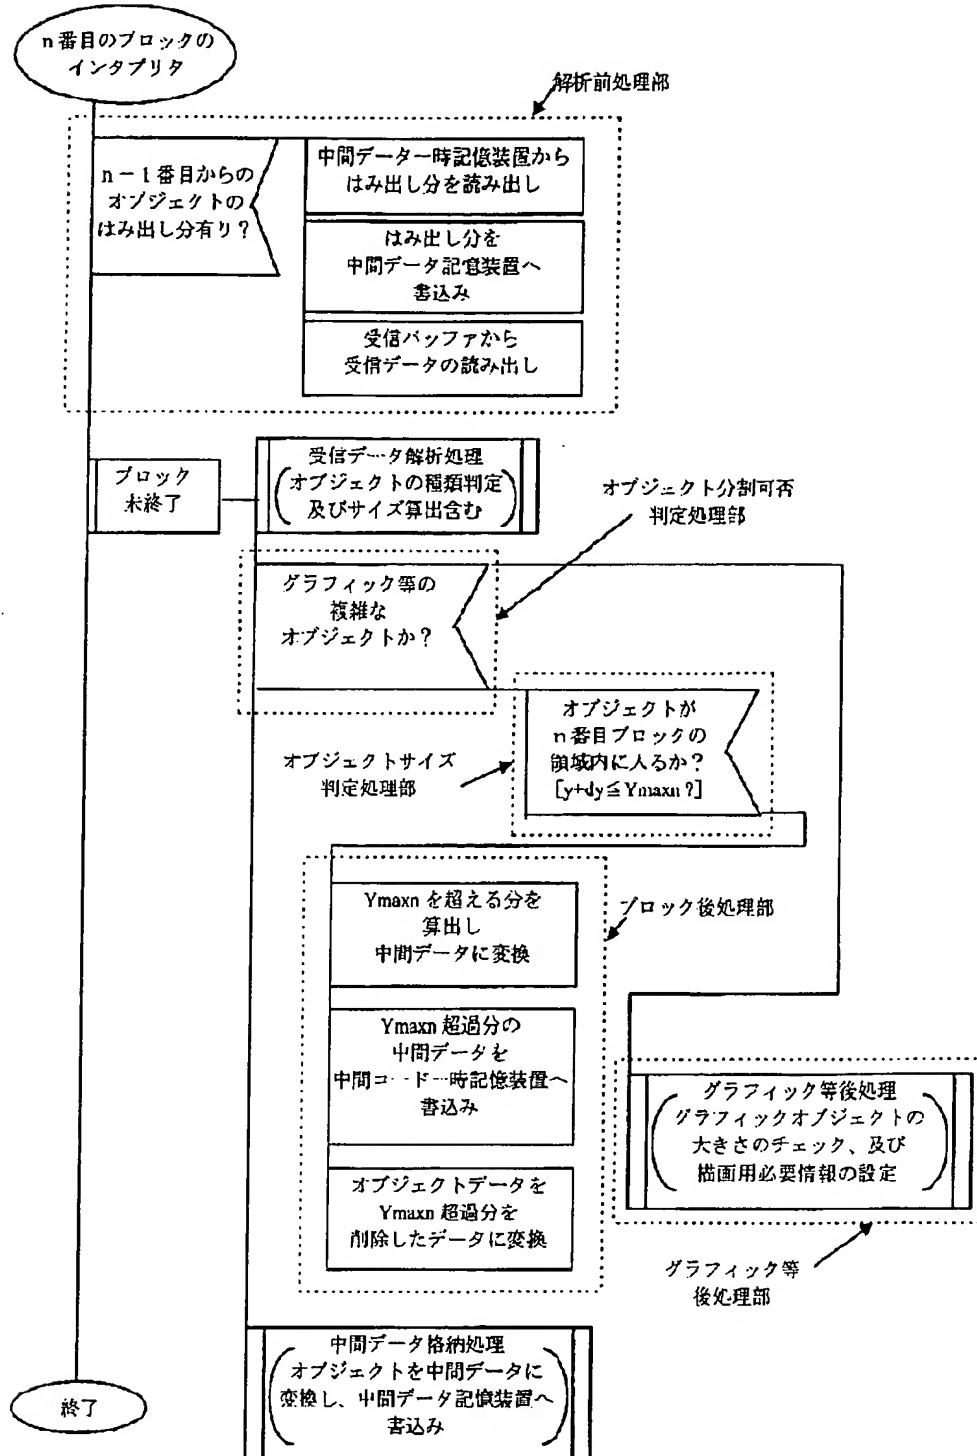 n番目のブロックの
インタプリタ
解析前処理部
n－1番目からの
オブジェクトの
はみ出し分有り？
中間データ一時記憶装置から
はみ出し分を読み出し
はみ出し分を
中間データ記憶装置へ
書込み
受信バッファから
受信データの読み出し
ブロック
未終了
受信データ解析処理
オブジェクトの種類判定
及びサイズ算出含む
オブジェクト分割可否
判定処理部
グラフィック等の
複雑な
オブジェクトか？
オブジェクトが
n番目ブロックの
領域内に入るか？
[y+dy≦Ymaxn?]
オブジェクトサイズ
判定処理部
Ymaxnを超える分を
算出し
中間データに変換
ブロック後処理部
Ymaxn超過分の
中間データを
中間コード一時記憶装置へ
書込み
オブジェクトデータを
Ymaxn超過分を
削除したデータに変換
グラフィック等後処理
グラフィックオブジェクトの
大きさのチェック、及び
描画用必要情報の設定
グラフィック等
後処理部
中間データ格納処理
オブジェクトを中間データに
変換し、中間データ記憶装置へ
書込み
終了